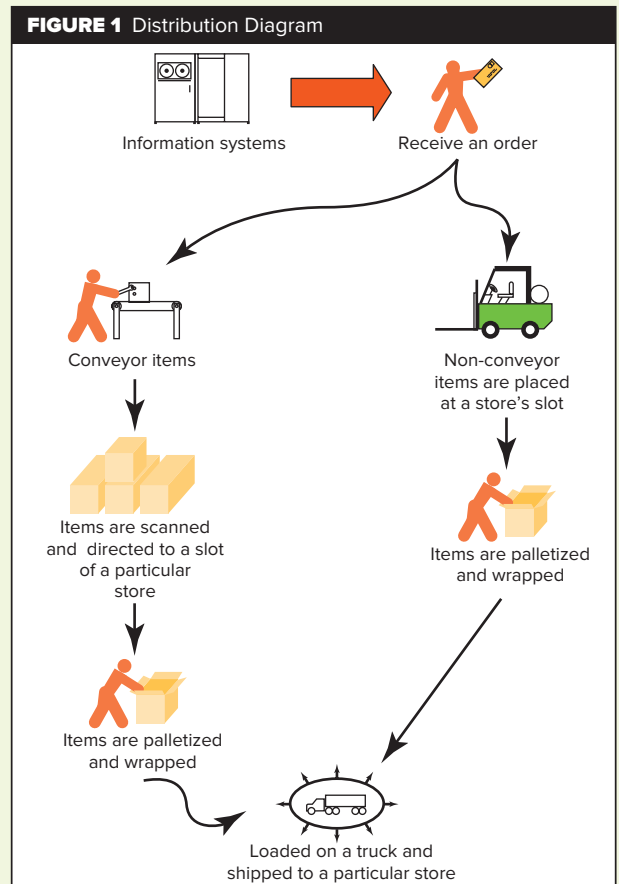 FIGURE 1 Distribution Diagram
Information systems
Receive an order
Conveyor items
Non-conveyor
items are placed
at a store's slot
Items are scanned
and directed to a slot
of a particular
store
Items are palletized
and wrapped
Items are palletized
and wrapped
Loaded on a truck and
shipped to a particular store